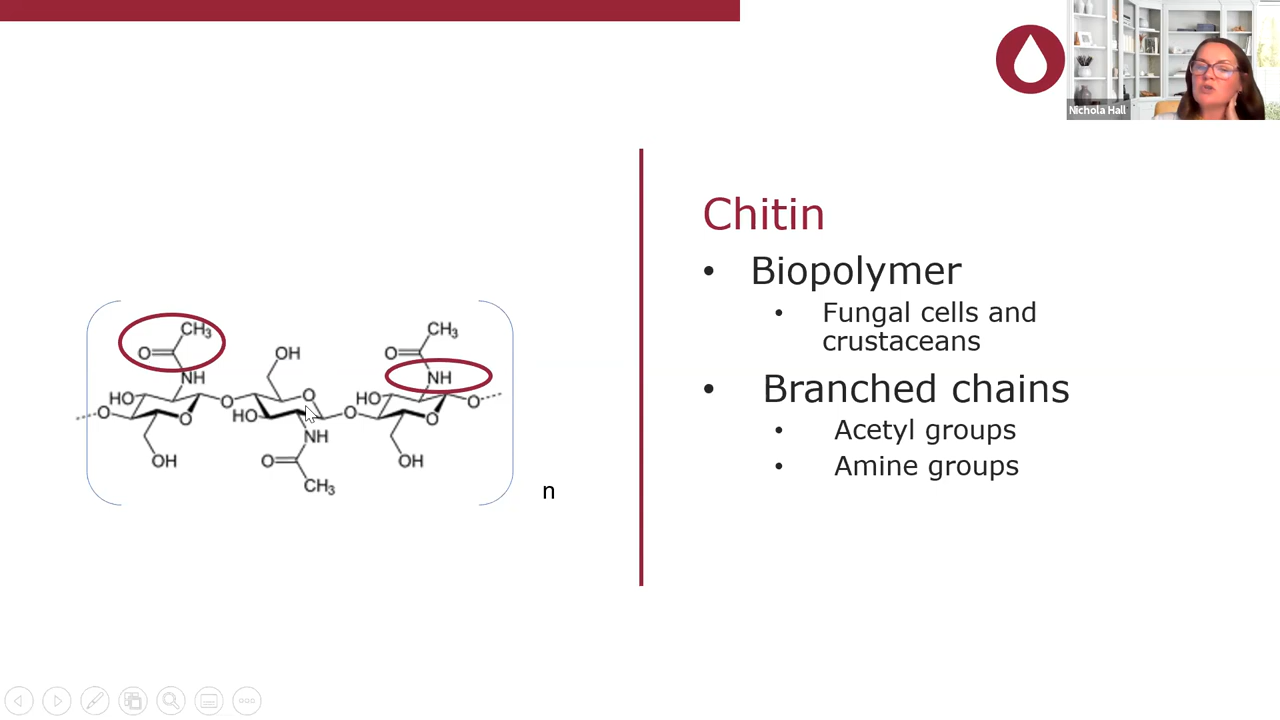 Nichola Hall
Chitin
• Biopolymer
• Fungal cells and
crustaceans
• Branched chains
• Acetyl groups
• Amine groups
CH₃
O
NH
HO
O
O
OH
O
OH
O
HO
NH
O
CH₃
O
CH₃
O
NH
HO
O
O
OH
n